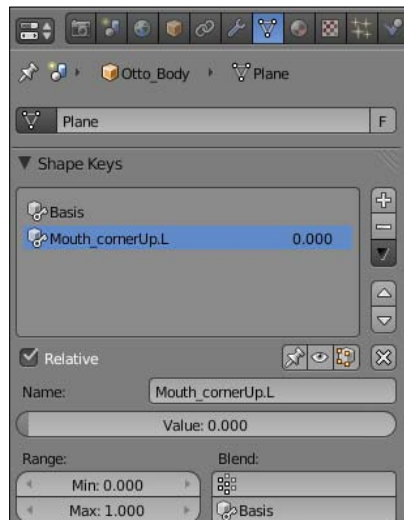 Otto_Body Plane
Plane F
Shape Keys
Basis
Mouth_cornerUp.L 0.000
Relative
Name: Mouth_cornerUp.L
Value: 0.000
Range: Blend:
Min: 0.000
Max: 1.000 Basis